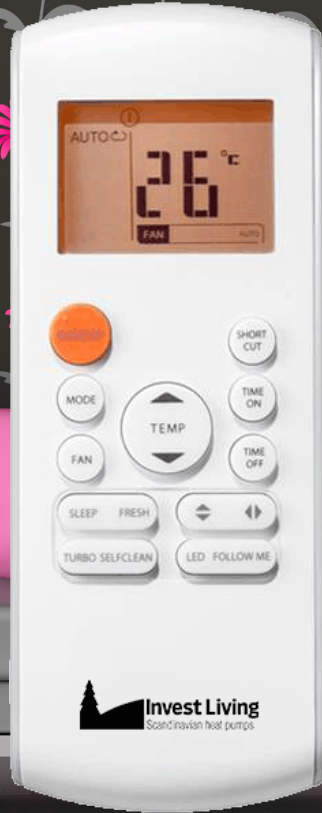 AUTO
26 °C
FAN AUTO
SHORT
CUT
MODE
TIME
ON
TEMP
FAN
TIME
OFF
SLEEP FRESH
TURBO SELFCLEAN LED FOLLOW ME
Invest Living
Scandinavian heat pumps